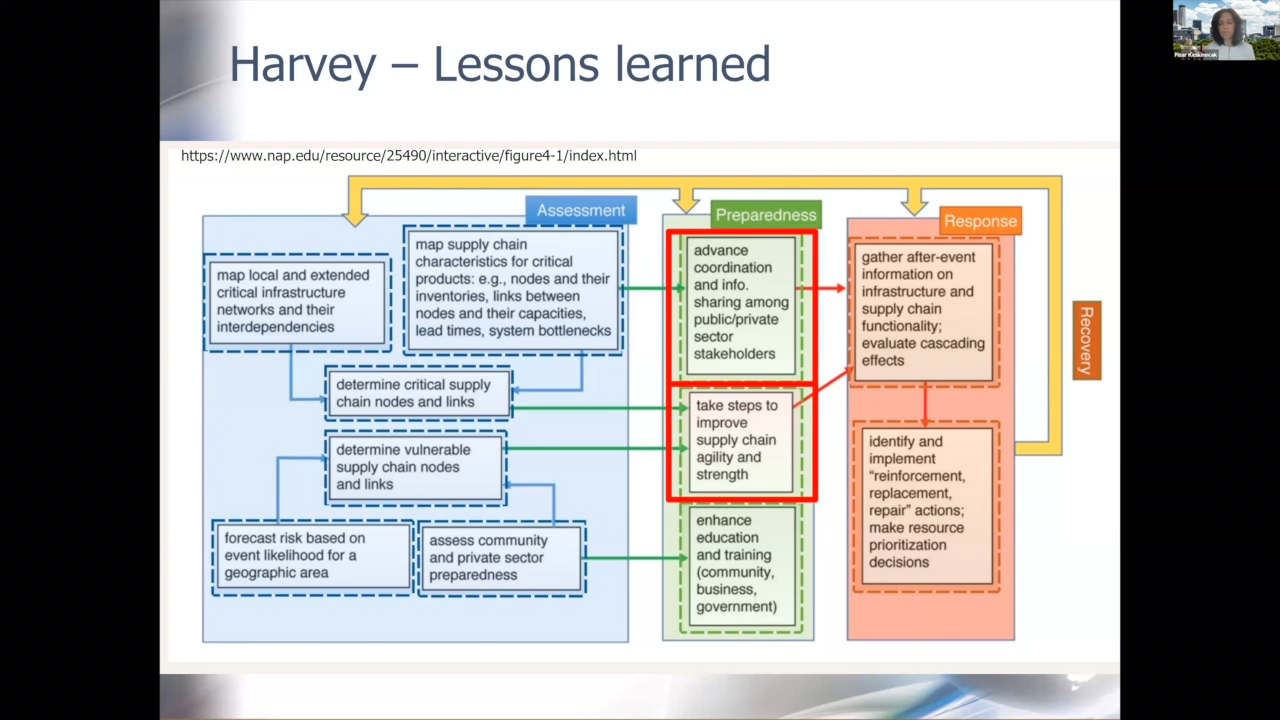 Harvey – Lessons learned
Pinar Keskinocak
https://www.nap.edu/resource/25490/interactive/figure4-1/index.html
Assessment
map local and extended
critical infrastructure
networks and their
interdependencies
map supply chain
characteristics for critical
products: e.g., nodes and their
inventories, links between
nodes and their capacities,
lead times, system bottlenecks
determine critical supply
chain nodes and links
determine vulnerable
supply chain nodes
and links
forecast risk based on
event likelihood for a
geographic area
assess community
and private sector
preparedness
Preparedness
advance
coordination
and info.
sharing among
public/private
sector
stakeholders
take steps to
improve
supply chain
agility and
strength
enhance
education
and training
(community,
business,
government)
Response
gather after-event
information on
infrastructure and
supply chain
functionality;
evaluate cascading
effects
identify and
implement
“reinforcement,
replacement,
repair” actions;
make resource
prioritization
decisions
Recovery